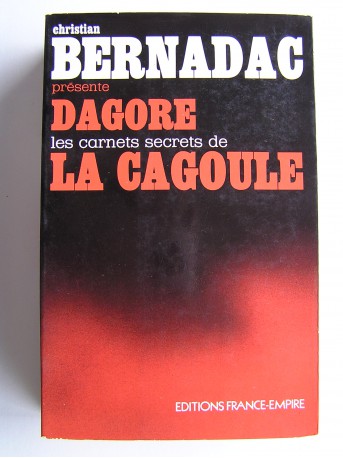 christian
BERNADAC
présente
DAGORE
les carnets secrets de
LA CAGOULE
EDITIONS FRANCE-EMPIRE